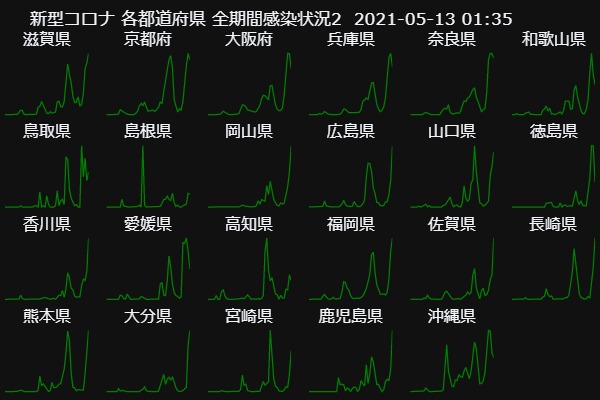 新型コロナ 各都道府県 全期間感染状況2 2021-05-13 01:35
滋賀県 京都府 大阪府 兵庫県 奈良県 和歌山県
鳥取県 島根県 岡山県 広島県 山口県 徳島県
香川県 愛媛県 高知県 福岡県 佐賀県 長崎県
熊本県 大分県 宮崎県 鹿児島県 沖縄県